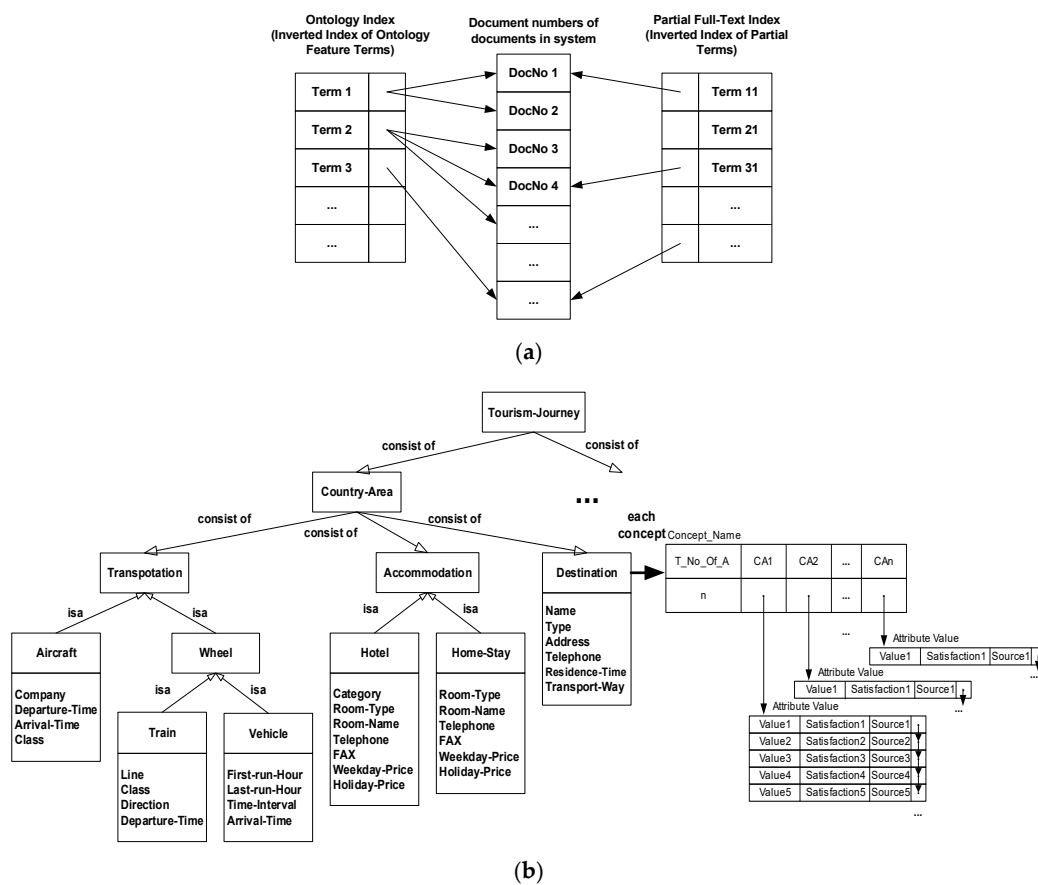 Ontology Index
(Inverted Index of Ontology
Feature Terms)
Document numbers of
documents in system
Partial Full-Text Index
(Inverted Index of Partial
Terms)
Term 1
Term 2
Term 3
...
...
DocNo 1
DocNo 2
DocNo 3
DocNo 4
...
...
...
Term 11
Term 21
Term 31
...
...
(a)
Tourism-Journey
consist of
consist of
Country-Area
...
consist of
consist of
consist of
each
concept
Concept_Name
Transpotation
Accommodation
Destination
Name
Type
Address
Telephone
Residence-Time
Transport-Way
T_No_Of_A CA1 CA2 ... CAn
n ...
...
isa
isa
isa
isa
Aircraft
Company
Departure-Time
Arrival-Time
Class
Wheel
isa
isa
Train
Line
Class
Direction
Departure-Time
Vehicle
First-run-Hour
Last-run-Hour
Time-Interval
Arrival-Time
Hotel
Category
Room-Type
Room-Name
Telephone
FAX
Weekday-Price
Holiday-Price
Home-Stay
Room-Type
Room-Name
Telephone
FAX
Weekday-Price
Holiday-Price
Attribute Value
Value1 Satisfaction1 Source1
...
Attribute Value
Value1 Satisfaction1 Source1
...
Attribute Value
Value1 Satisfaction1 Source1
Value2 Satisfaction2 Source2
Value3 Satisfaction3 Source3
Value4 Satisfaction4 Source4
Value5 Satisfaction5 Source5
...
(b)